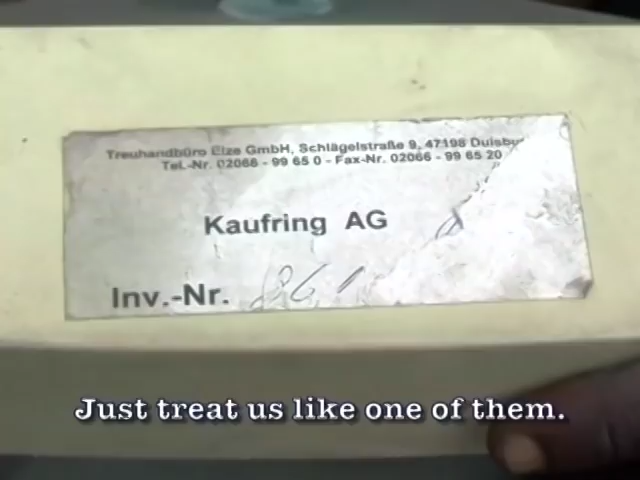 Treuhandbüro Elze GmbH, Schlägelstraße 9, 47198
Tel.-Nr. 02066 - 99 65 0 - Fax-Nr. 02066 - 99 65 20
Kaufring AG
Inv.-Nr. 861
Just treat us like one of them.